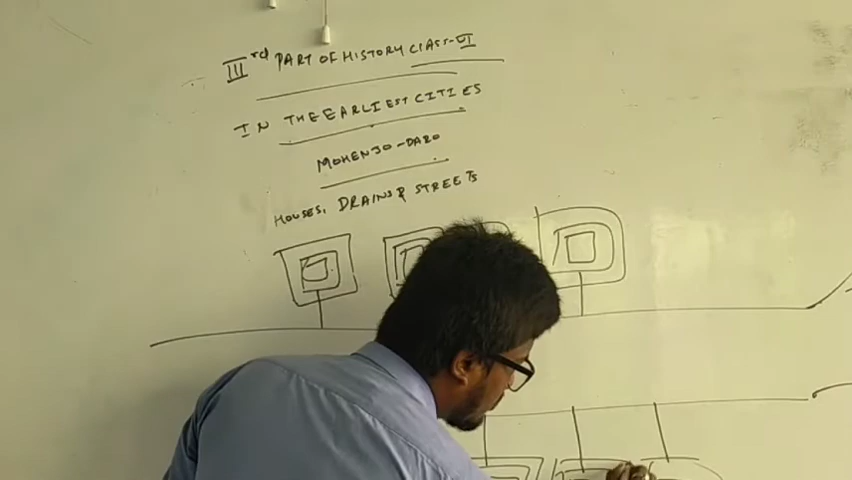 IIIrd PART OF HISTORY CLASS-VI
IN THE EARLIEST CITIES
MOHENJO-DARO
HOUSES, DRAINS & STREETS